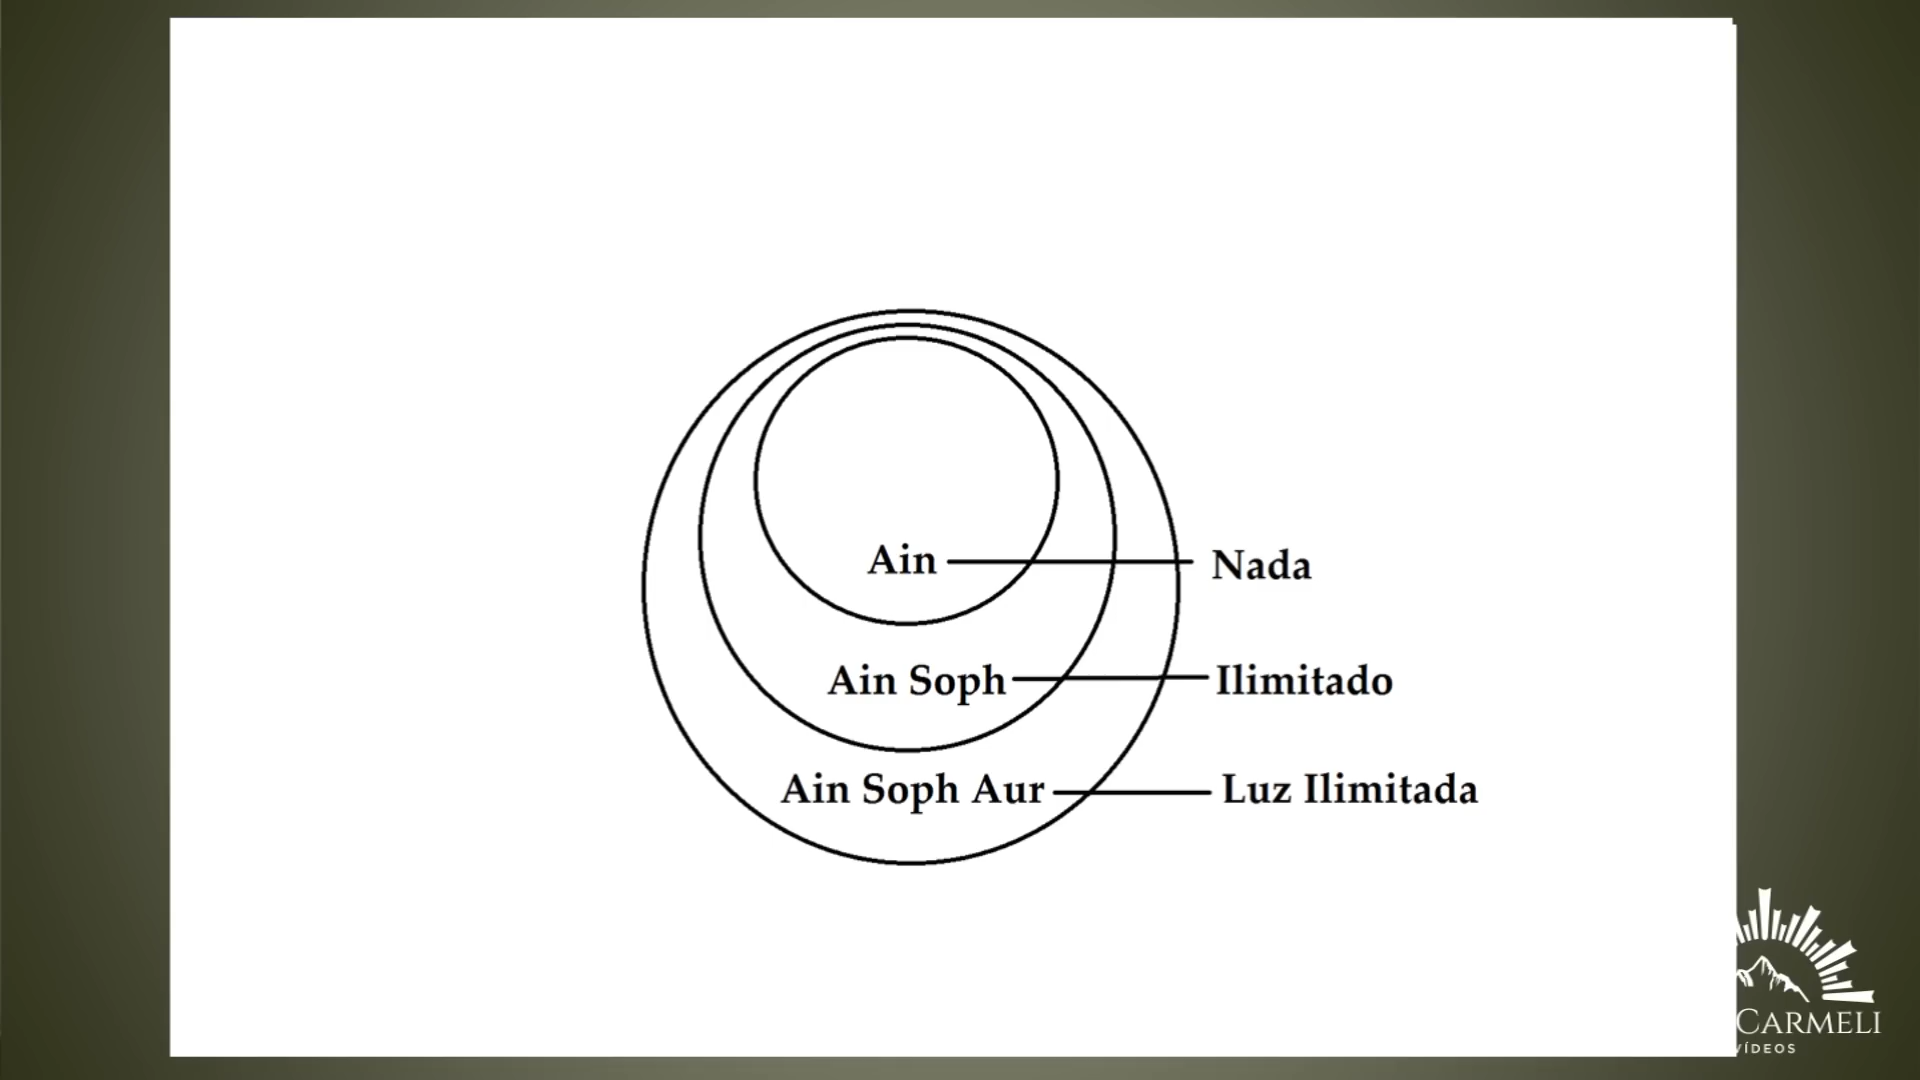 Ain
Nada
Ain Soph
Ilimitado
Ain Soph Aur
Luz Ilimitada
CARMELI
VÍDEOS